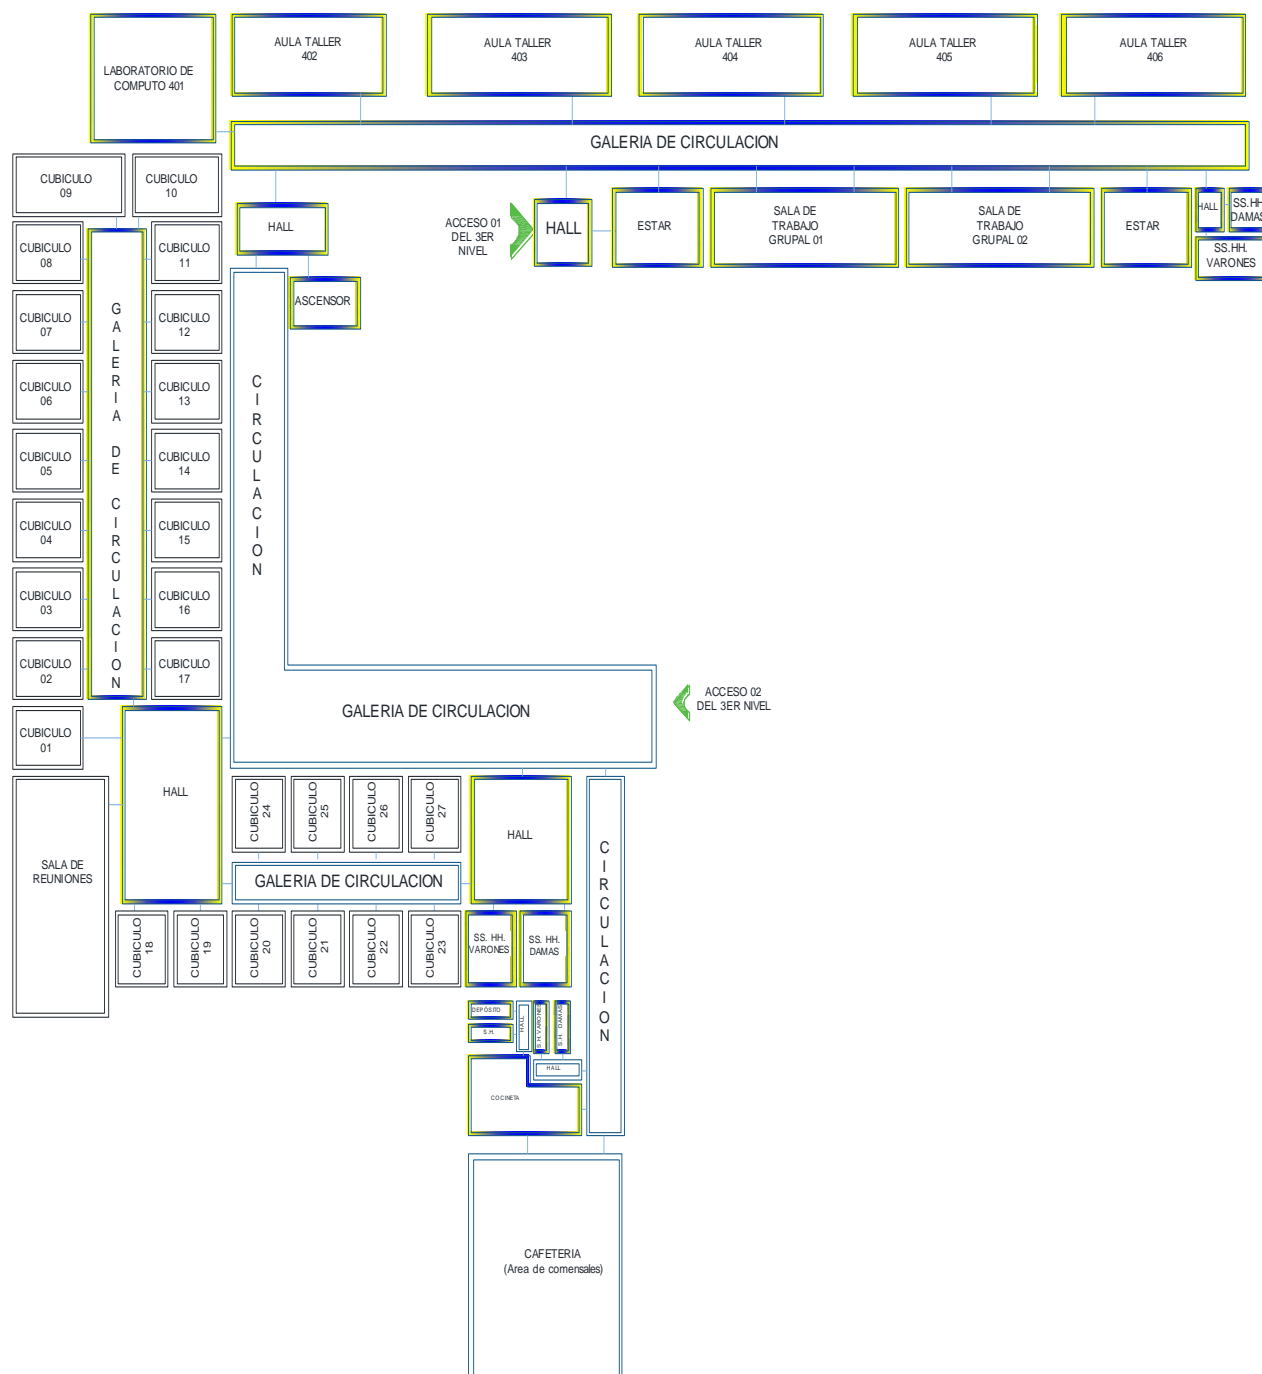 AULA TALLER
402
AULA TALLER
403
AULA TALLER
404
AULA TALLER
405
AULA TALLER
406
LABORATORIO DE
COMPUTO 401
GALERIA DE CIRCULACION
CUBICULO
09
CUBICULO
10
HALL
ACCESO 01
DEL 3ER
NIVEL
HALL
ESTAR
SALA DE
TRABAJO
GRUPAL 01
SALA DE
TRABAJO
GRUPAL 02
ESTAR
HALL
SS.HH
DAMAS
SS.HH.
VARONES
CUBICULO
08
CUBICULO
11
ASCENSOR
CUBICULO
07
CUBICULO
12
CUBICULO
06
CUBICULO
13
CUBICULO
05
CUBICULO
14
CUBICULO
04
CUBICULO
15
CUBICULO
03
CUBICULO
16
CUBICULO
02
CUBICULO
17
GALERIA DE CIRCULACION
CIRCULACION
GALERIA DE CIRCULACION
ACCESO 02
DEL 3ER NIVEL
CUBICULO
01
HALL
CUBICULO
24
CUBICULO
25
CUBICULO
26
CUBICULO
27
HALL
CIRCULACION
SALA DE
REUNIONES
GALERIA DE CIRCULACION
CUBICULO
18
CUBICULO
19
CUBICULO
20
CUBICULO
21
CUBICULO
22
CUBICULO
23
SS. HH.
VARONES
SS. HH.
DAMAS
DEPÓSITO
S.H.
HALL
S.H. VARONES
S.H. DAMAS
HALL
COCINETA
CAFETERIA
(Area de comensales)